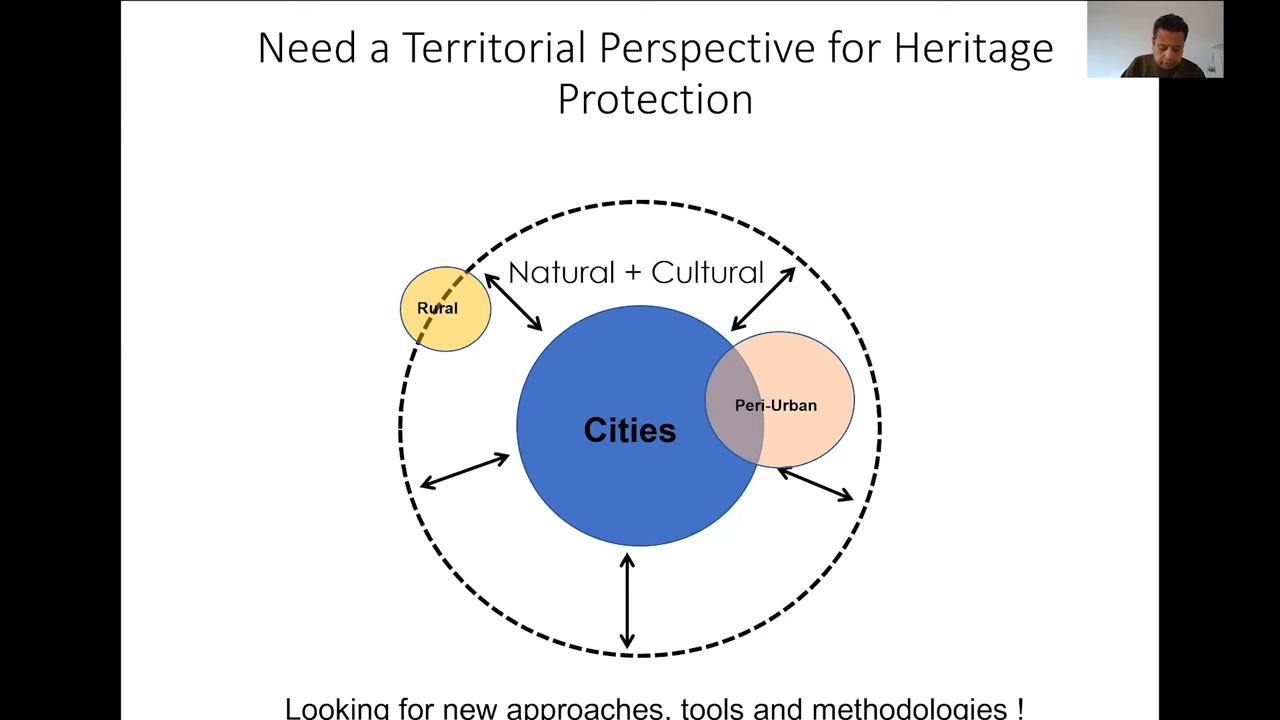 Need a Territorial Perspective for Heritage
Protection
Natural + Cultural
Rural
Peri-Urban
Cities
Looking for new approaches, tools and methodologies !